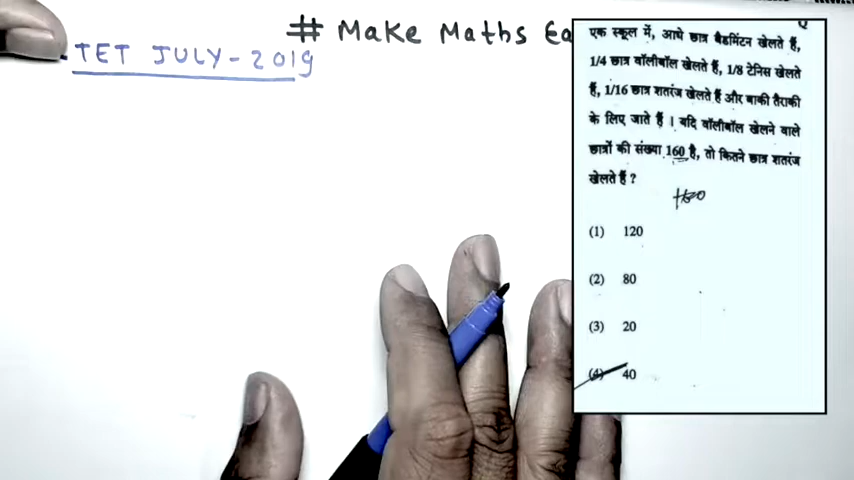 # Make Maths Ea
TET JULY-2019
एक स्कूल में, आधे छात्र बैडमिंटन खेलते हैं,
1/4 छात्र वॉलीबॉल खेलते हैं, 1/8 टेनिस खेलते
हैं, 1/16 छात्र शतरंज खेलते हैं और बाकी तैराकी
के लिए जाते हैं । यदि वॉलीबॉल खेलने वाले
छात्रों की संख्या 160 है, तो कितने छात्र शतरंज
खेलते हैं ?
(1) 120
(2) 80
(3) 20
(4) 40